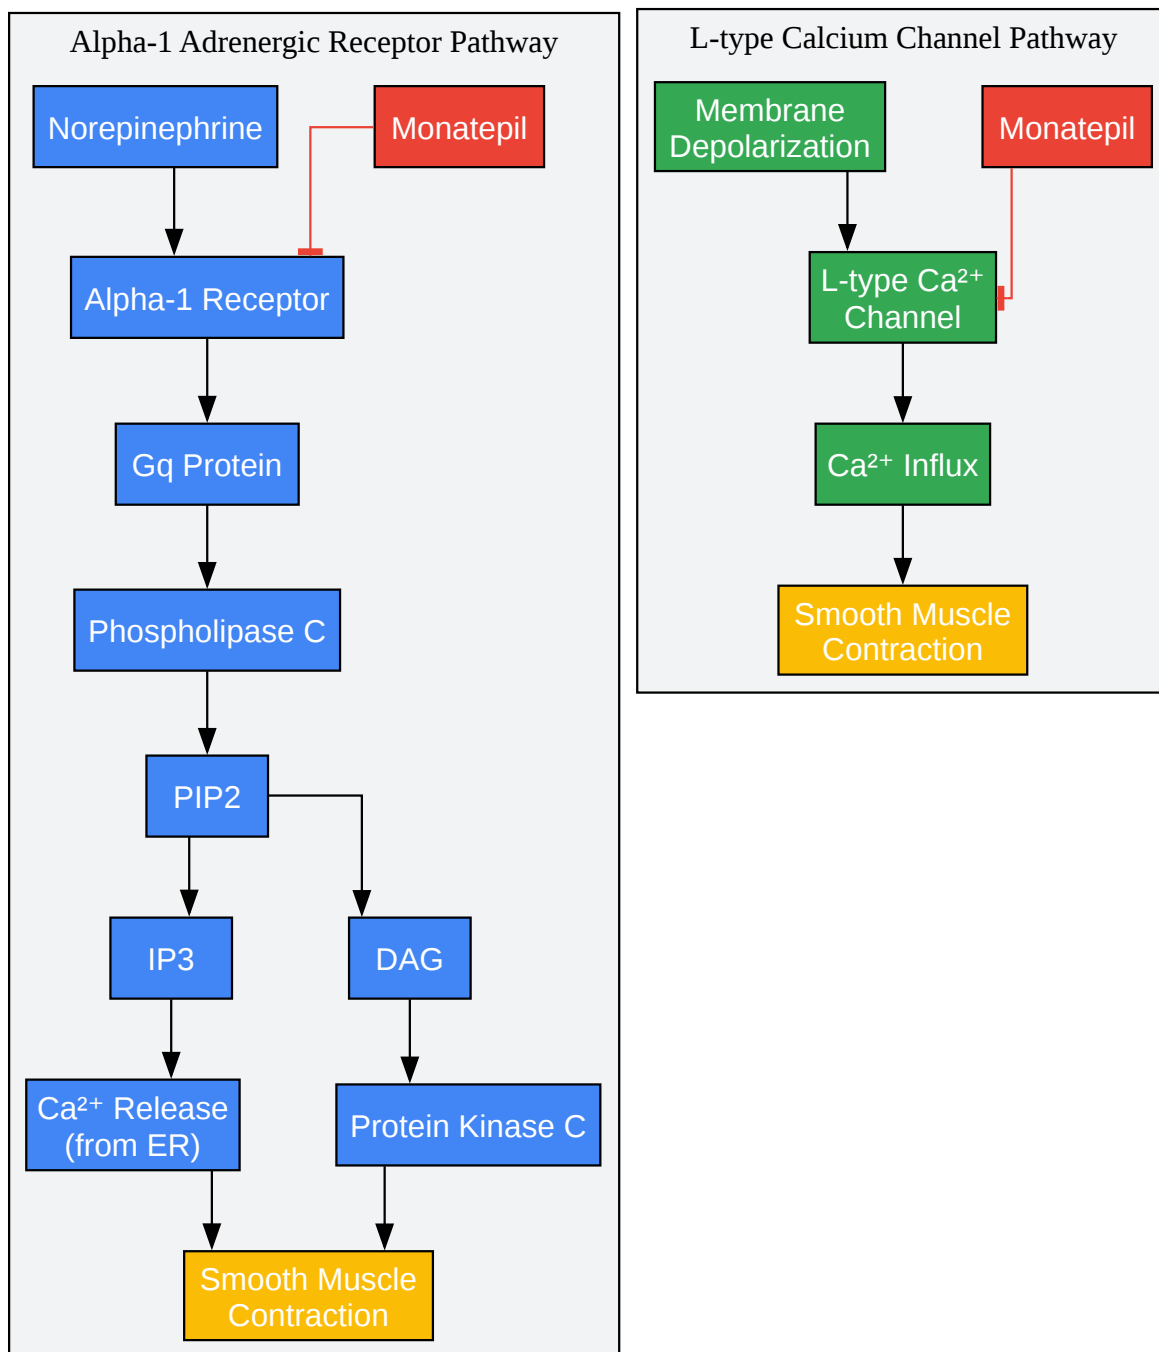 Alpha-1 Adrenergic Receptor Pathway
Norepinephrine
Monatepil
Alpha-1 Receptor
Gq Protein
Phospholipase C
PIP2
IP3
DAG
Ca²⁺ Release
(from ER)
Protein Kinase C
Smooth Muscle
Contraction
L-type Calcium Channel Pathway
Membrane
Depolarization
Monatepil
L-type Ca²⁺
Channel
Ca²⁺ Influx
Smooth Muscle
Contraction